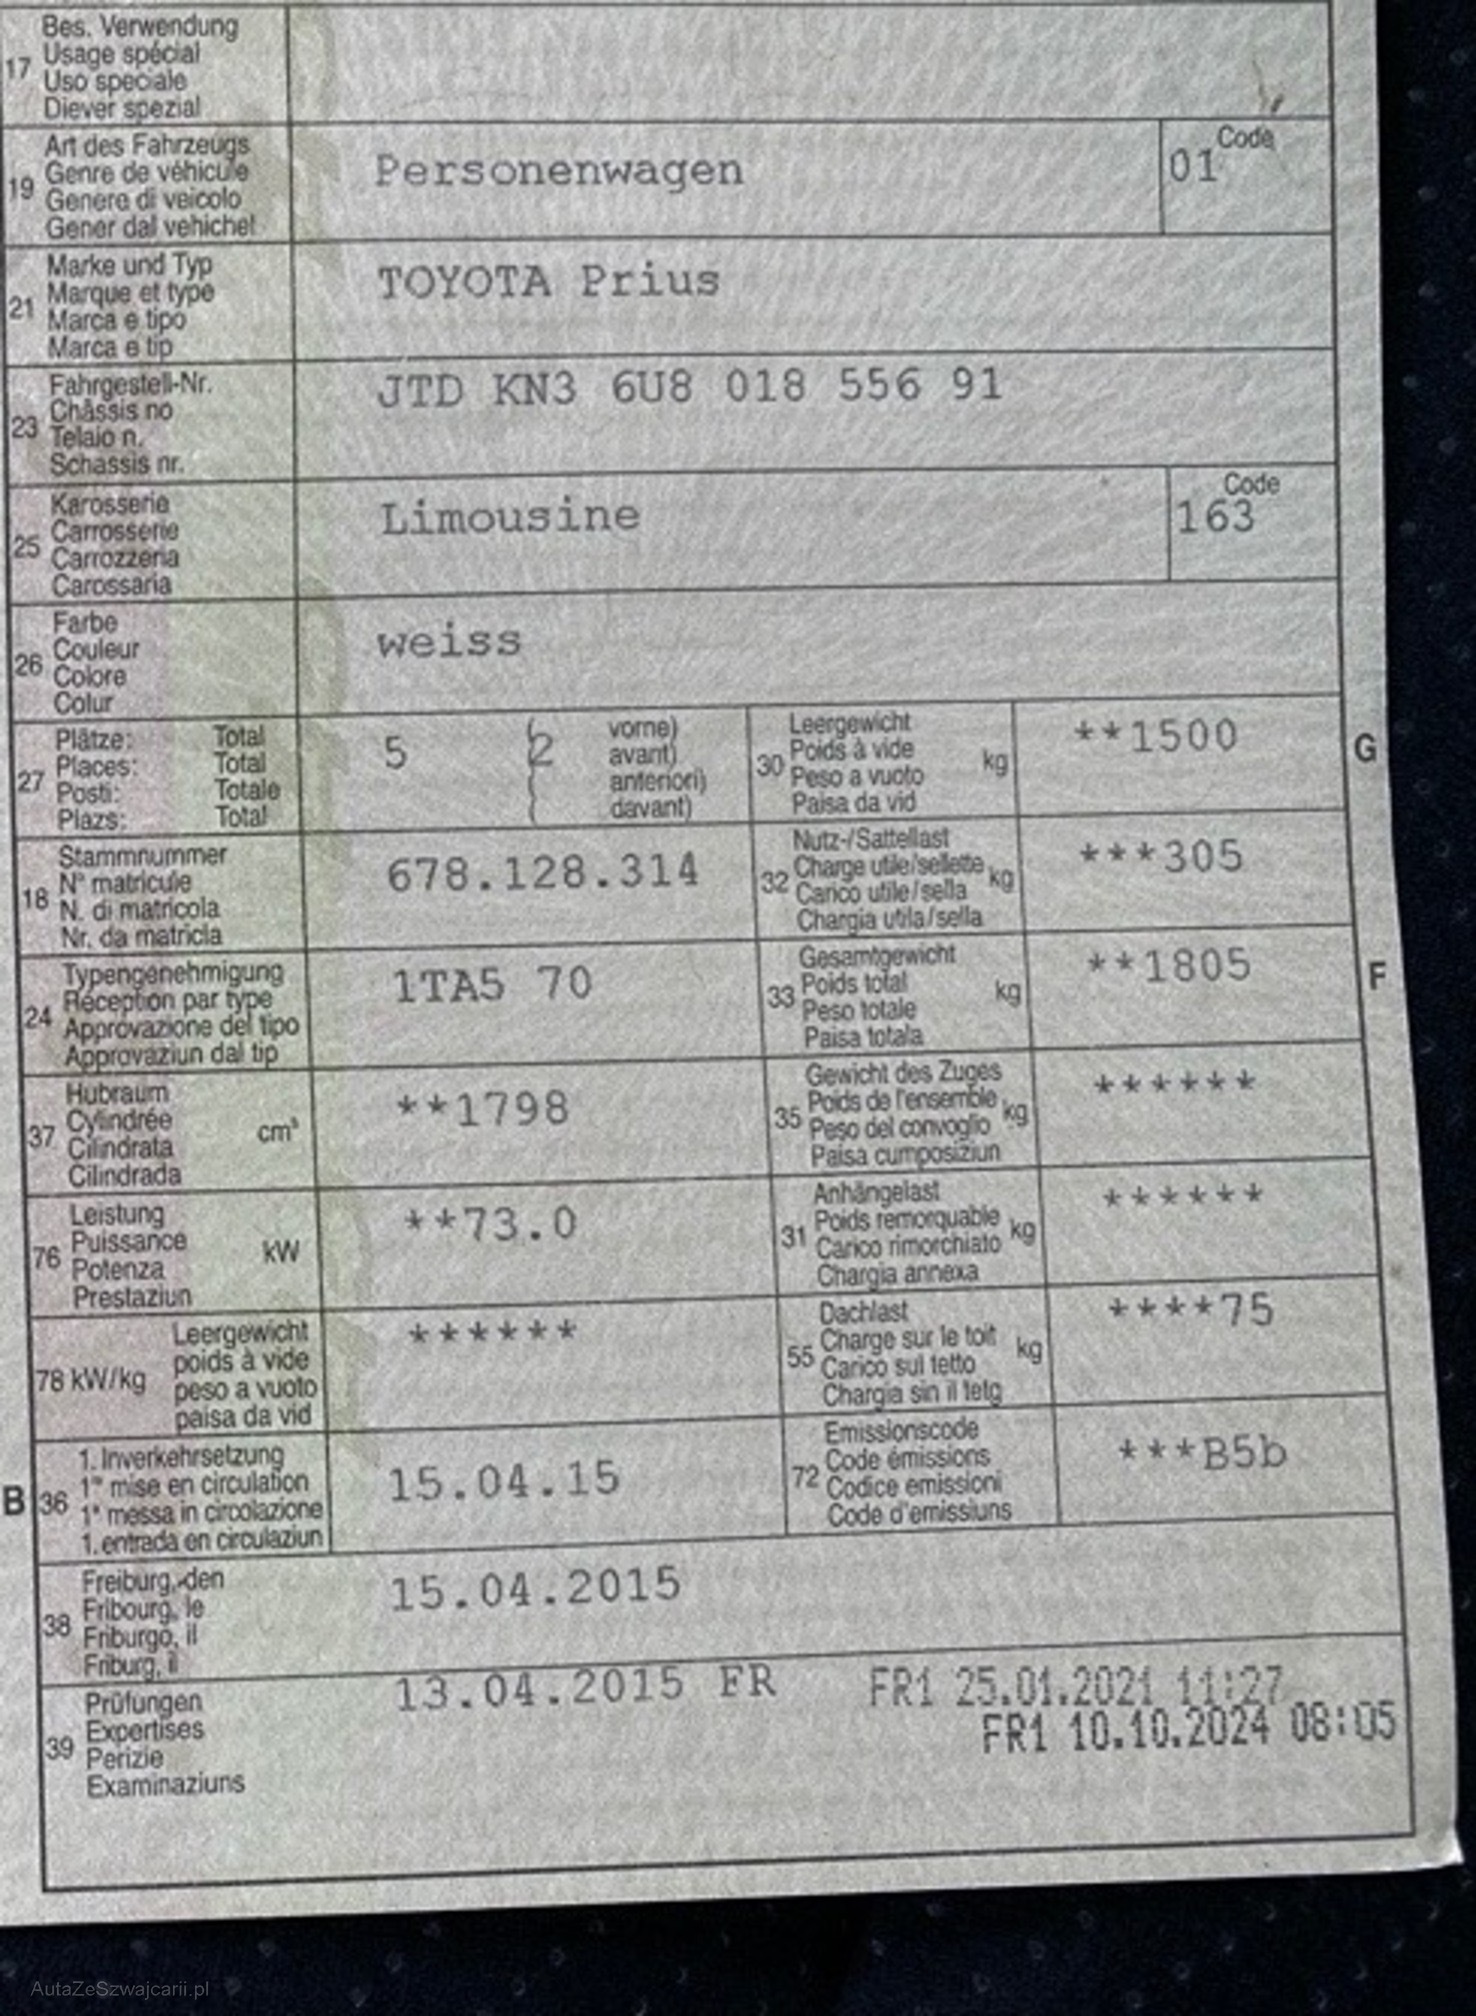 17 Bes. Verwendung
Usage spécial
Uso speciale
Diever spezial
19 Art des Fahrzeugs
Genre de véhicule
Genere di veicolo
Gener dal vehichel
Personenwagen
Code
01
21 Marke und Typ
Marque et type
Marca e tipo
Marca e tip
TOYOTA Prius
23 Fahrgestell-Nr.
Châssis no
Telaio n.
Schassis nr.
JTD KN3 6U8 018 556 91
25 Karosserie
Carrosserie
Carrozzeria
Carossaria
Limousine
Code
163
26 Farbe
Couleur
Colore
Colur
weiss
27 Plätze: Total
Places: Total
Posti: Totale
Plazs: Total
5 ( 2 vorne)
avant)
anteriori)
davant)
30 Leergewicht
Poids à vide
Peso a vuoto
Paisa da vid
kg
**1500
G
18 Stammnummer
N° matricule
N. di matricola
Nr. da matricla
678.128.314
32 Nutz-/Sattellast
Charge utile/sellette
Carico utile/sella
Chargia utila/sella
kg
***305
24 Typengenehmigung
Réception par type
Approvazione del tipo
Approvaziun dal tip
1TA5 70
33 Gesamtgewicht
Poids total
Peso totale
Paisa totala
kg
**1805
F
37 Hubraum
Cylindrée
Cilindrata
Cilindrada
cm³
**1798
35 Gewicht des Zuges
Poids de l'ensemble
Peso del convoglio
Paisa cumposiziun
kg
******
76 Leistung
Puissance
Potenza
Prestaziun
kW
**73.0
31 Anhängelast
Poids remorquable
Carico rimorchiato
Chargia annexa
kg
******
78 kW/kg
Leergewicht
poids à vide
peso a vuoto
paisa da vid
******
55 Dachlast
Charge sur le toit
Carico sul tetto
Chargia sin il tetg
kg
****75
B 36 1. Inverkehrsetzung
1re mise en circulation
1a messa in circolazione
1. entrada en circulaziun
15.04.15
72 Emissionscode
Code émissions
Codice emissioni
Code d'emissiuns
***B5b
38 Freiburg, den
Fribourg, le
Friburgo, il
Friburg, il
15.04.2015
39 Prüfungen
Expertises
Perizie
Examinaziuns
13.04.2015 FR FR1 25.01.2021 11:27
FR1 10.10.2024 08:05
AutaZeSzwajcarii.pl